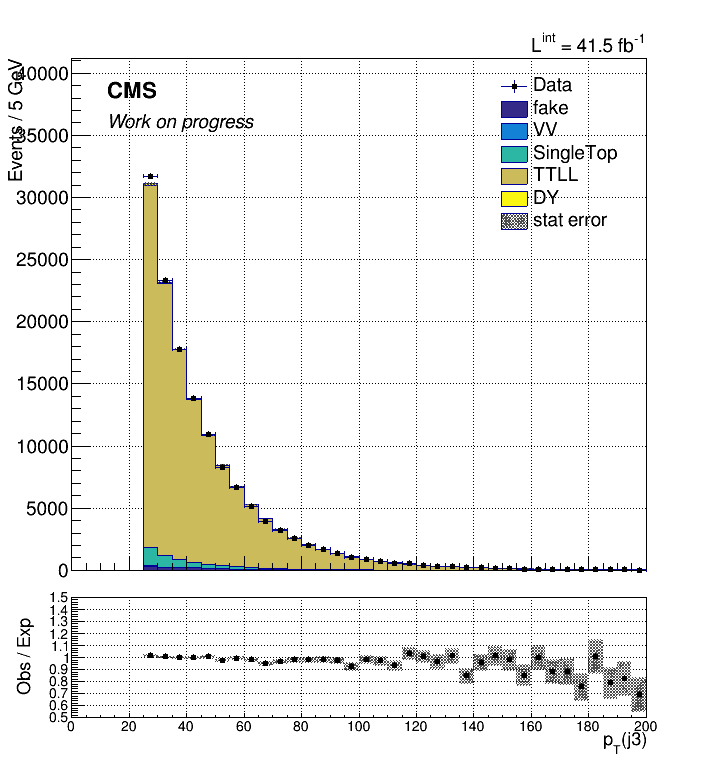 L^int = 41.5 fb^-1
Events / 5 GeV
40000
35000
30000
25000
20000
15000
10000
5000
0
CMS
Work on progress
Data
fake
VV
SingleTop
TTLL
DY
stat error
Obs / Exp
1.5
1.4
1.3
1.2
1.1
1
0.9
0.8
0.7
0.6
0.5
0 20 40 60 80 100 120 140 160 180 200
p_T(j3)